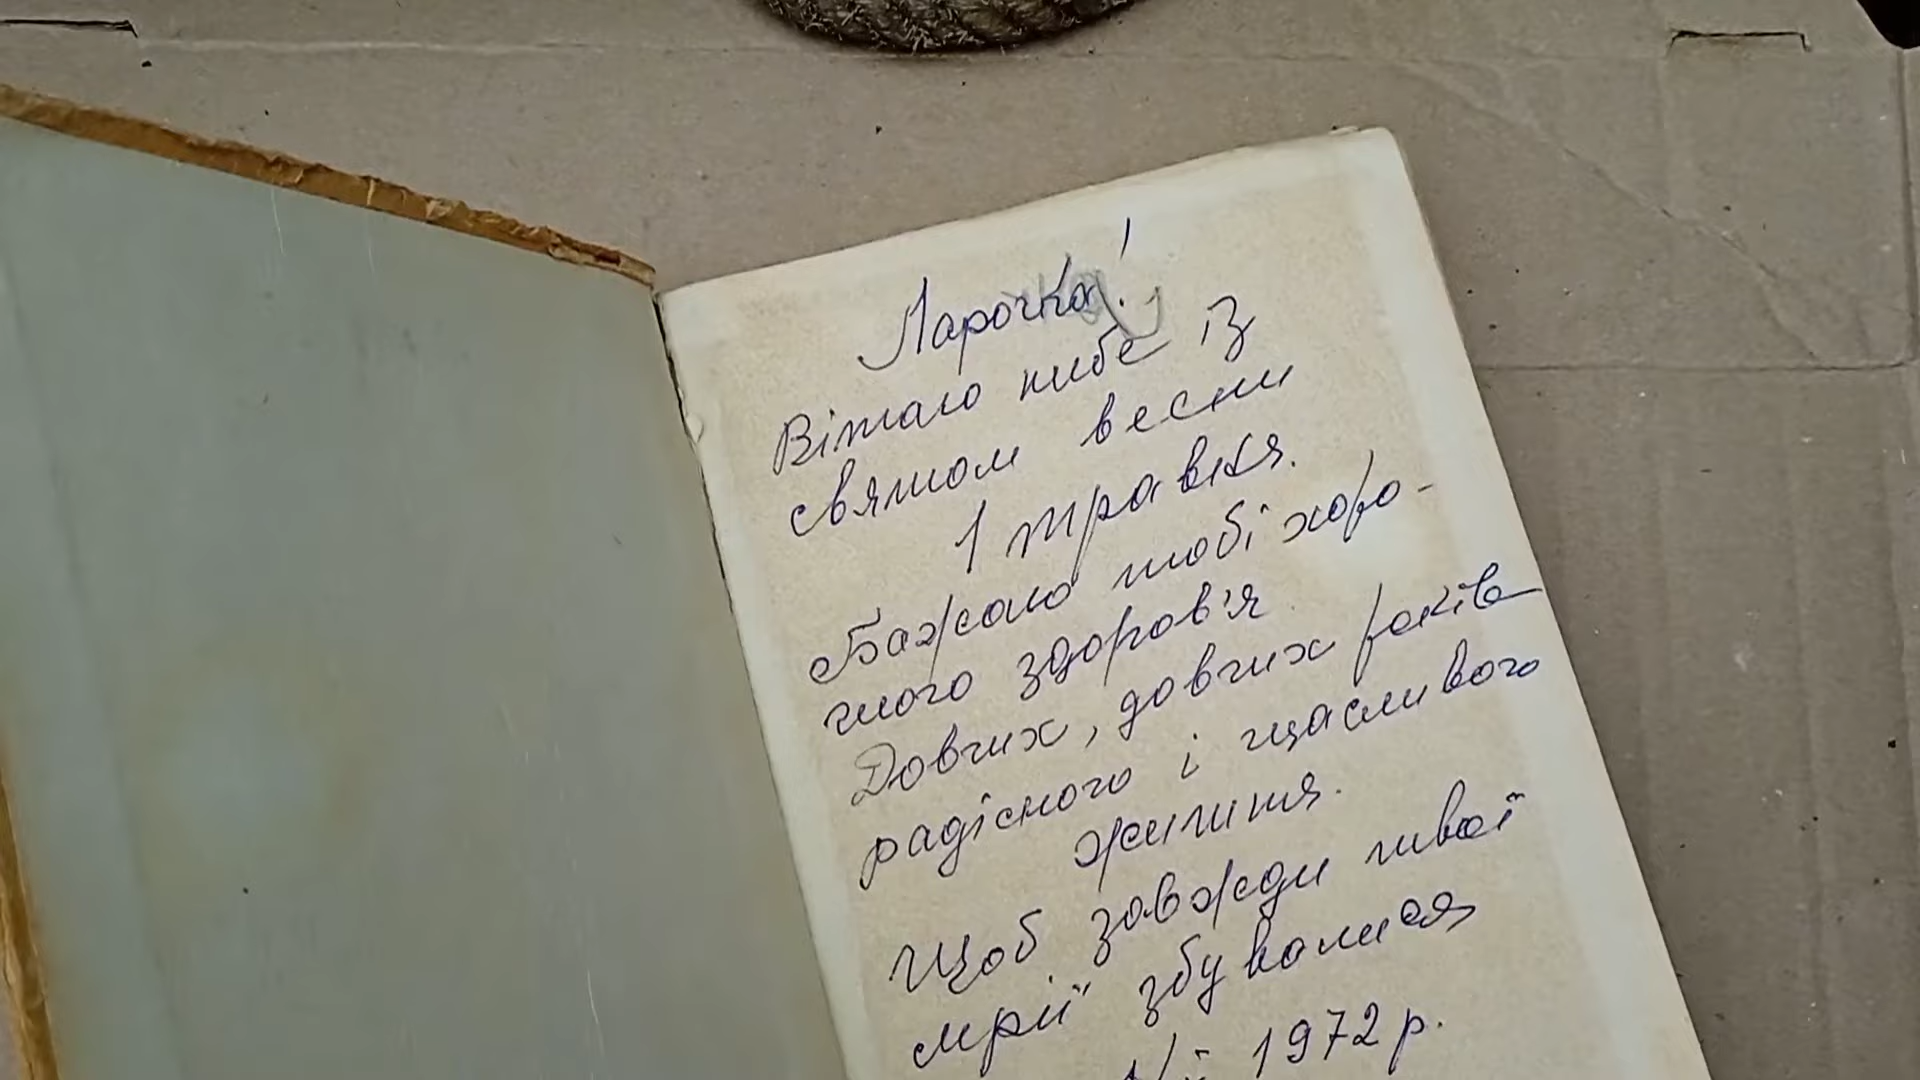 Ларочка!
Вітаю тебе із
святом весни
1 травня.
Бажаю тобі хоро-
шого здоров'я
Довгих, довгих років
радісного і щасливого
життя.
Щоб завжди твої
мрії збувалися
1972 р.